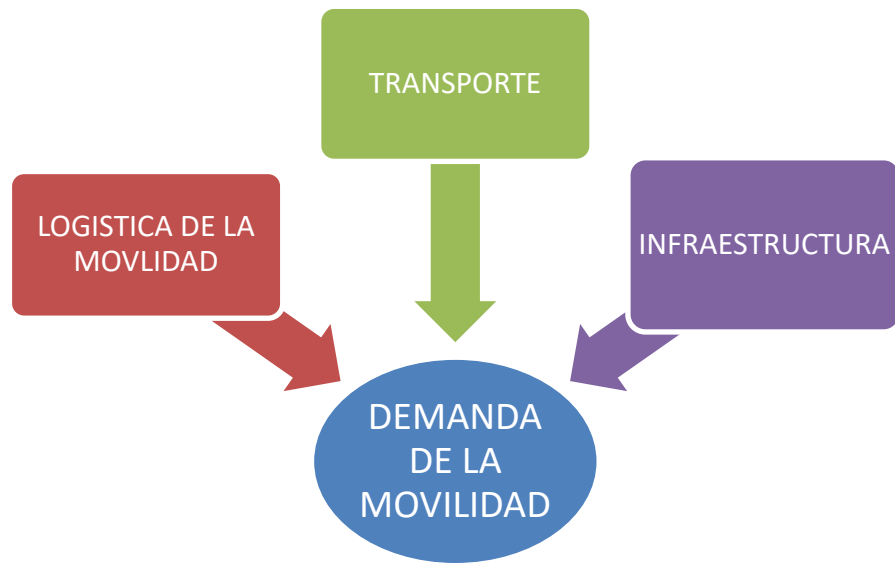 TRANSPORTE
LOGISTICA DE LA
MOVLIDAD
INFRAESTRUCTURA
DEMANDA
DE LA
MOVILIDAD